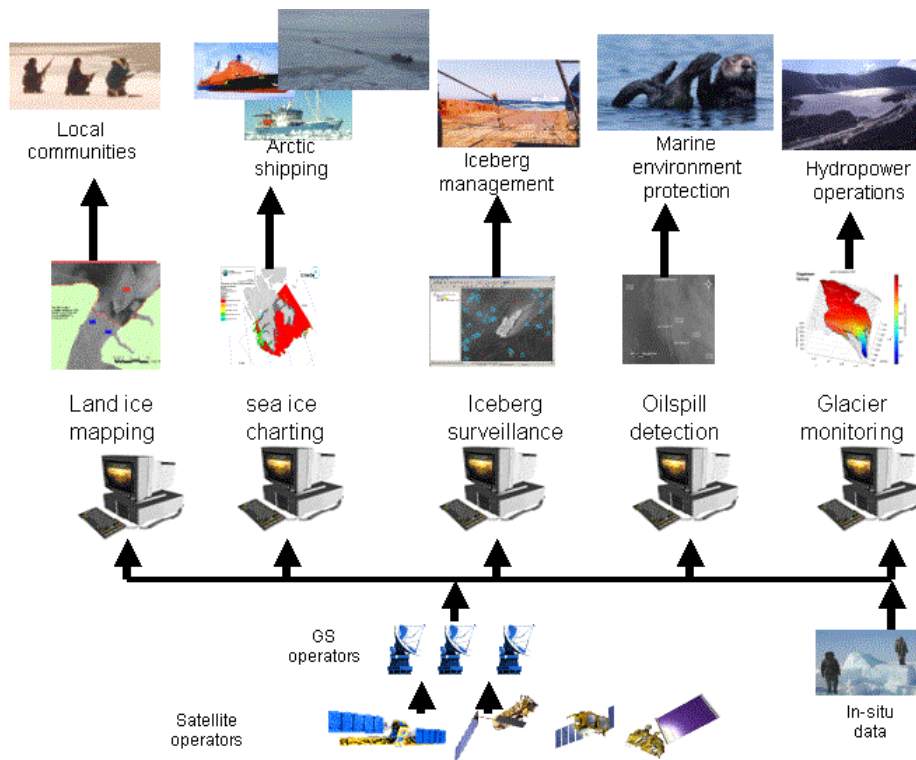 Local
communities
Arctic
shipping
Iceberg
management
Marine
environment
protection
Hydropower
operations
Land ice
mapping
sea ice
charting
Iceberg
surveillance
Oilspill
detection
Glacier
monitoring
GS
operators
Satellite
operators
In-situ
data